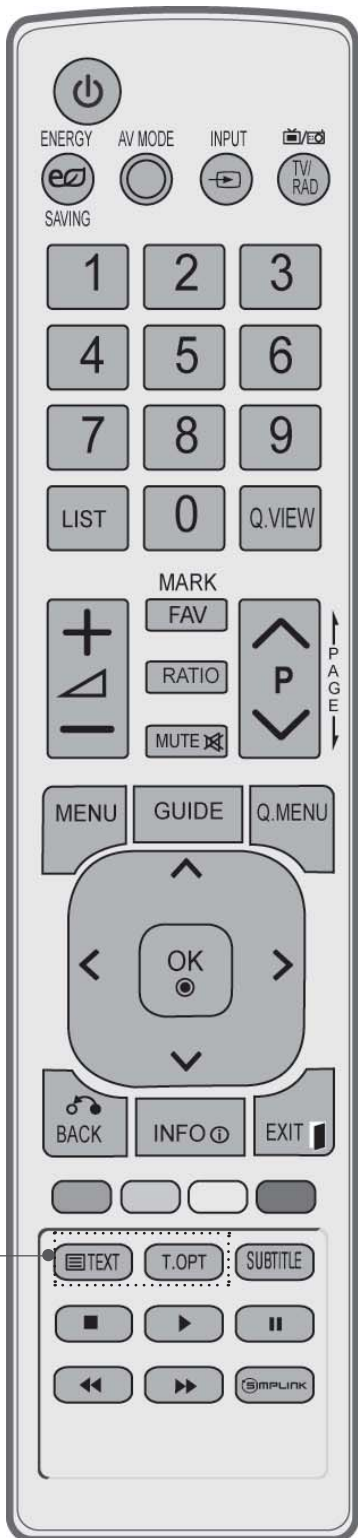 ENERGY AV MODE INPUT
TV/
RAD
SAVING
1 2 3
4 5 6
7 8 9
LIST 0 Q.VIEW
MARK
FAV
RATIO
P
PAGE
MUTE
MENU GUIDE Q.MENU
OK
BACK INFO EXIT
TEXT T.OPT SUBTITLE
SIMPLINK